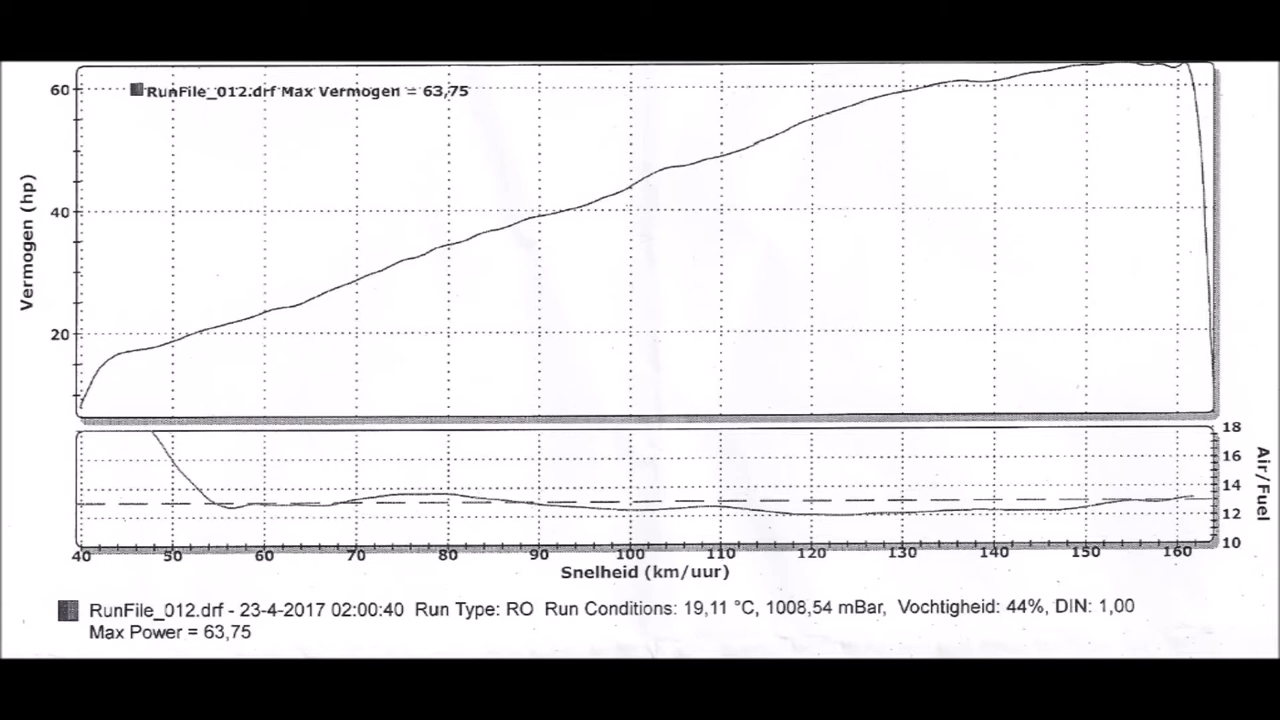 RunFile_012.drf Max Vermogen = 63,75
60
40
20
Vermogen (hp)
18
16
14
12
10
Air/Fuel
40 50 60 70 80 90 100 110 120 130 140 150 160
Snelheid (km/uur)
RunFile_012.drf - 23-4-2017 02:00:40 Run Type: RO Run Conditions: 19,11 °C, 1008,54 mBar, Vochtigheid: 44%, DIN: 1,00
Max Power = 63,75